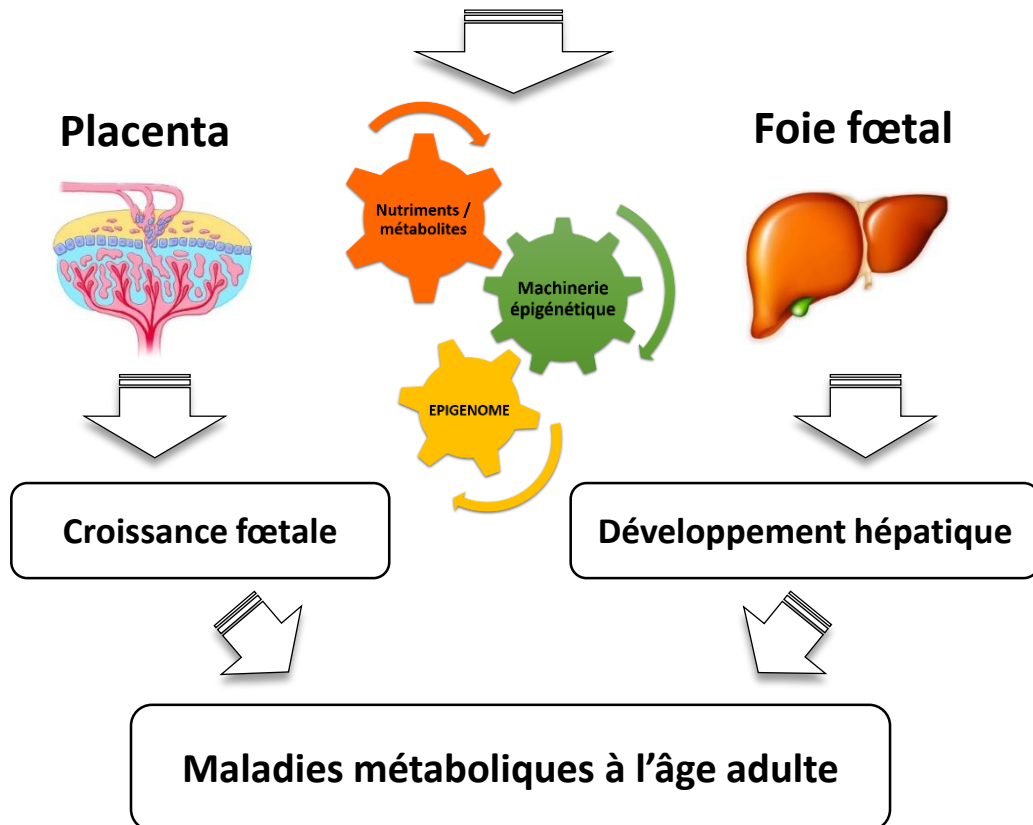 Placenta
Foie fœtal
Nutriments /
métabolites
Machinerie
épigénétique
EPIGENOME
Croissance fœtale
Développement hépatique
Maladies métaboliques à l’âge adulte